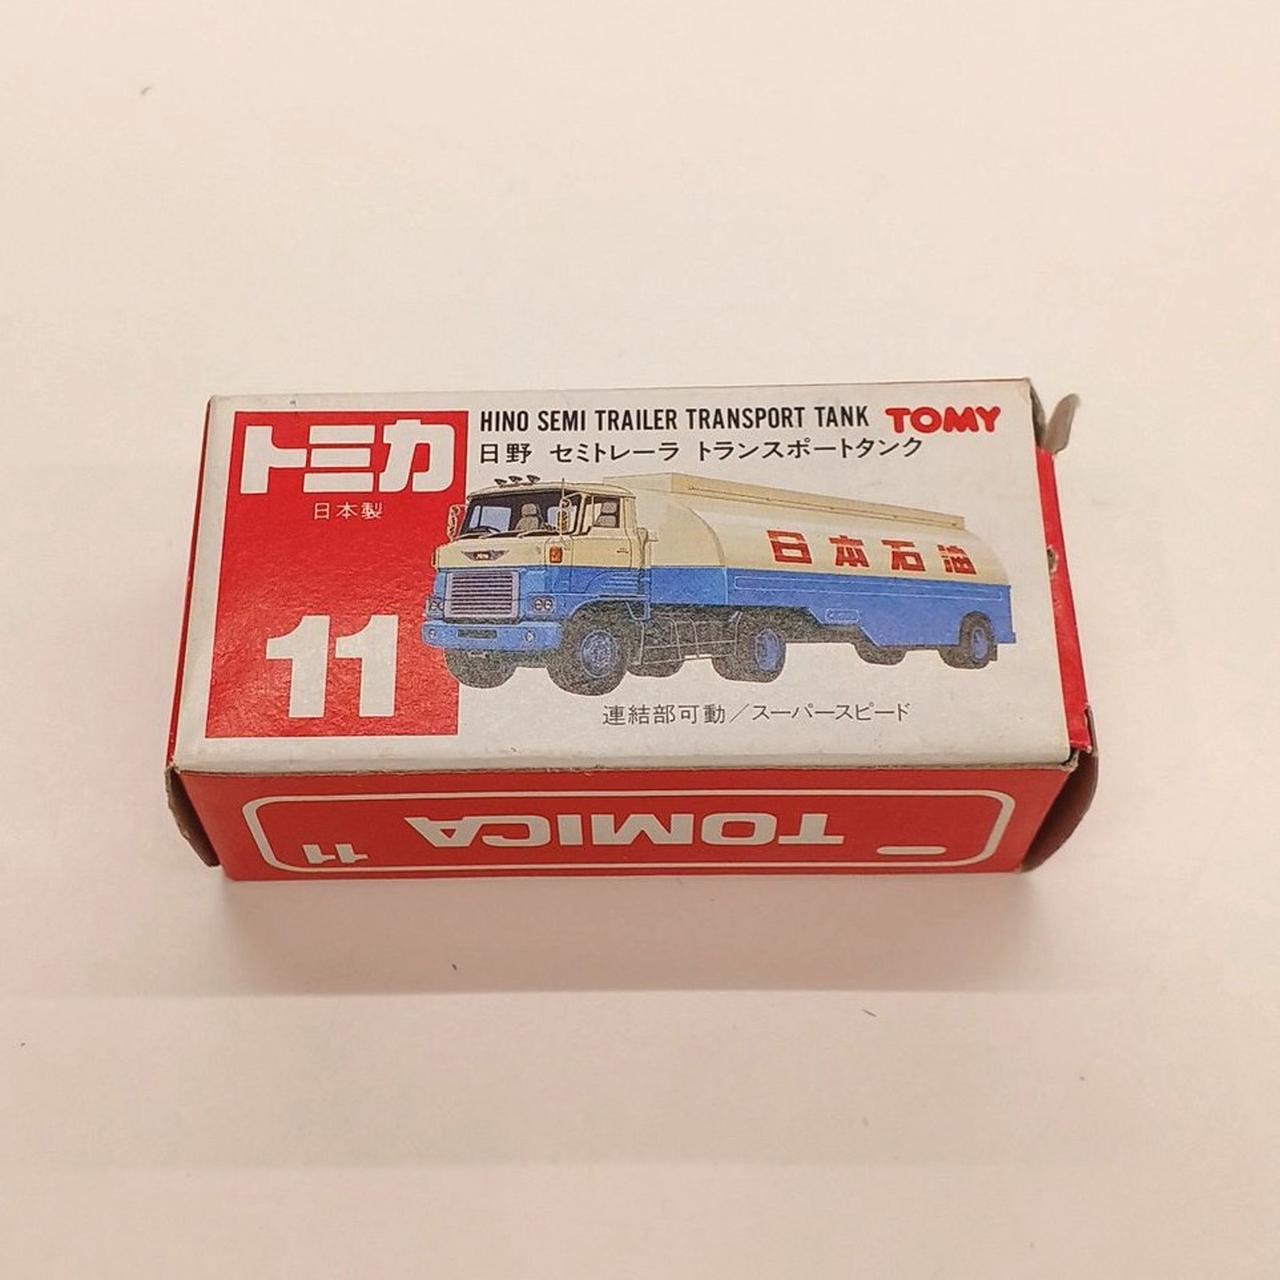 HINO SEMI TRAILER TRANSPORT TANK TOMY
日野 セミトレーラ トランスポートタンク
トミカ
日本製
11
日本石油
連結部可動/スーパースピード
TOMICA
11